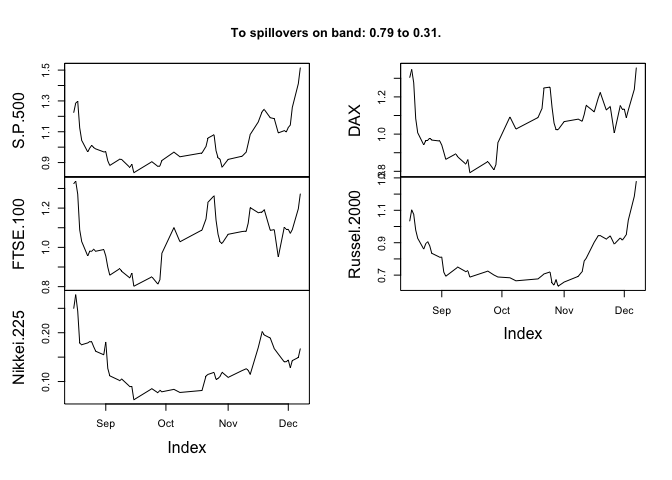 To spillovers on band: 0.79 to 0.31.
S.P.500
0.9
1.1
1.3
1.5
FTSE.100
0.8
1.0
1.2
Nikkei.225
0.10
0.20
Sep
Oct
Nov
Dec
Index
DAX
0.8
1.0
1.2
Russel.2000
0.7
0.9
1.1
1.3
Sep
Oct
Nov
Dec
Index